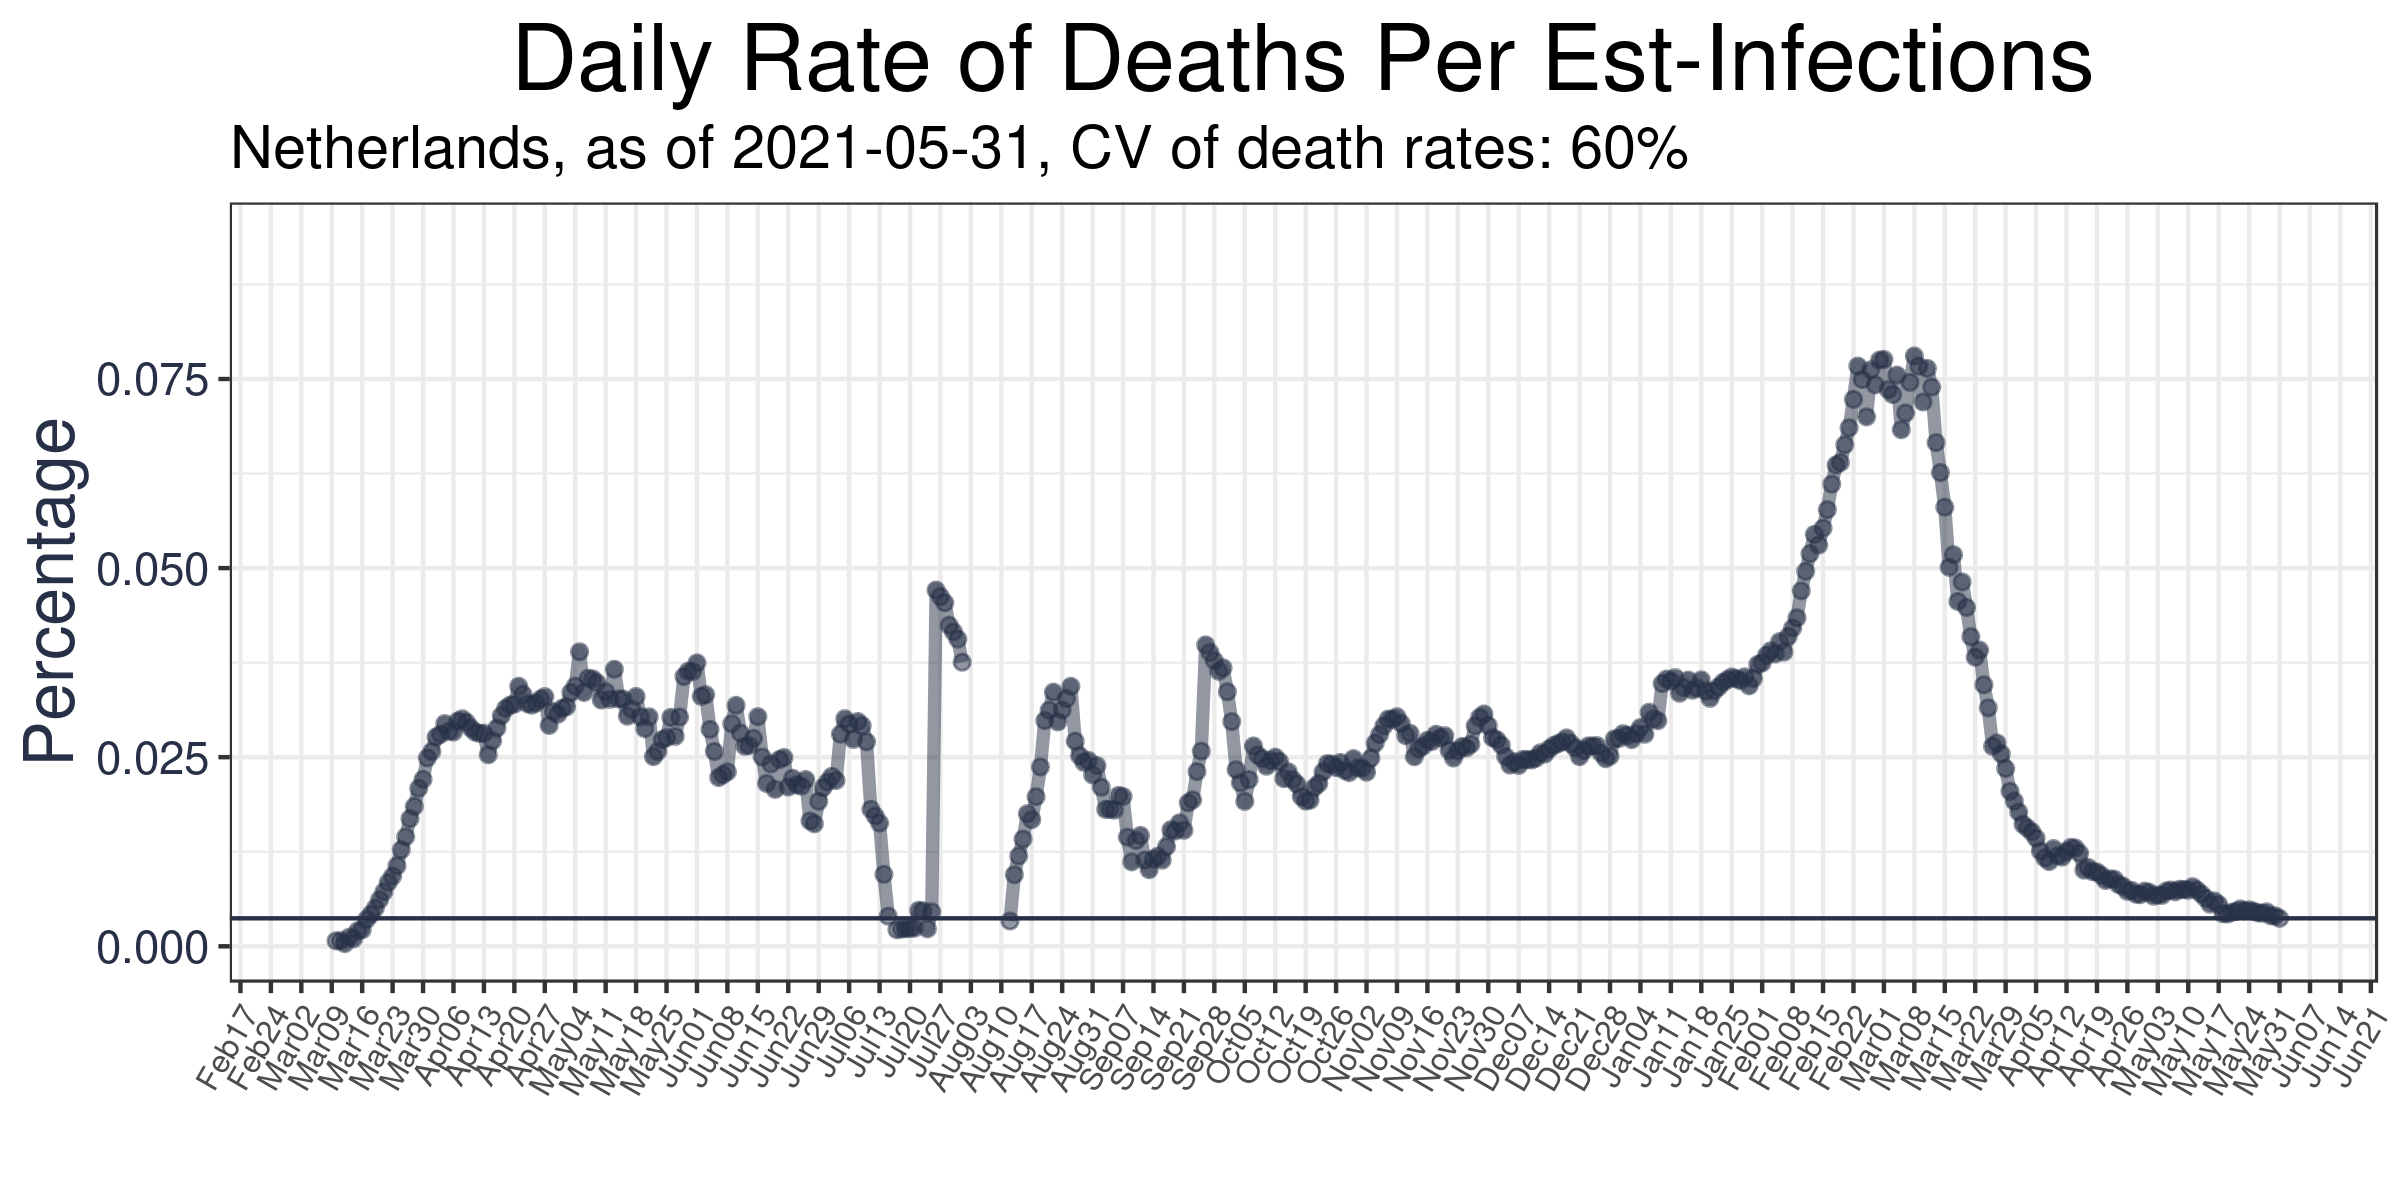 Daily Rate of Deaths Per Est-Infections
Netherlands, as of 2021-05-31, CV of death rates: 60%
Percentage
0.075
0.050
0.025
0.000
Feb17
Feb24
Mar02
Mar09
Mar16
Mar23
Mar30
Apr06
Apr13
Apr20
Apr27
May04
May11
May18
May25
Jun01
Jun08
Jun15
Jun22
Jun29
Jul06
Jul13
Jul20
Jul27
Aug03
Aug10
Aug17
Aug24
Aug31
Sep07
Sep14
Sep21
Sep28
Oct05
Oct12
Oct19
Oct26
Nov02
Nov09
Nov16
Nov23
Nov30
Dec07
Dec14
Dec21
Dec28
Jan04
Jan11
Jan18
Jan25
Feb01
Feb08
Feb15
Feb22
Mar01
Mar08
Mar15
Mar22
Mar29
Apr05
Apr12
Apr19
Apr26
May03
May10
May17
May24
May31
Jun07
Jun14
Jun21